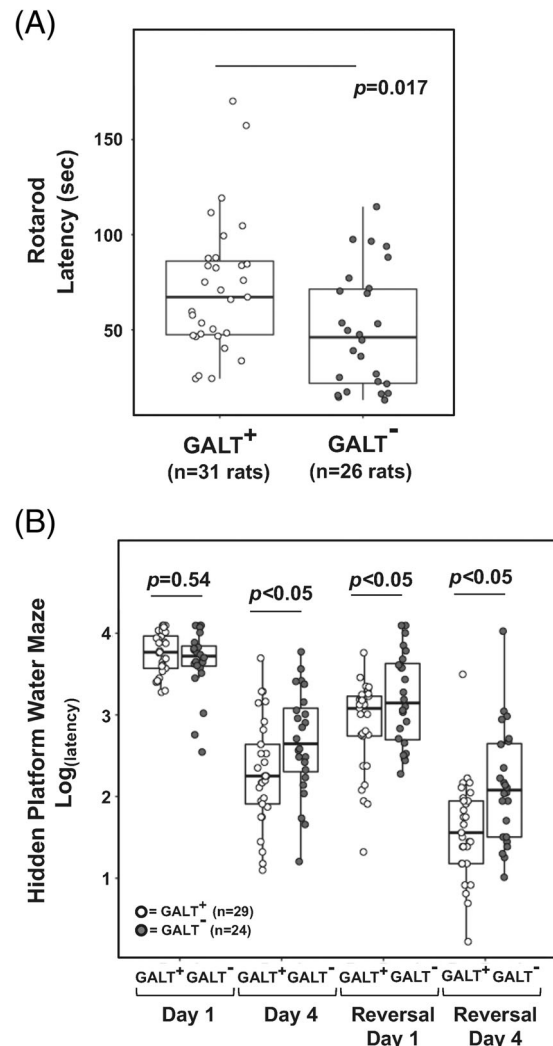 (A)
p=0.017
150
100
50
Rotarod
Latency (sec)
GALT+ GALT-
(n=31 rats) (n=26 rats)
(B)
p=0.54 p<0.05 p<0.05 p<0.05
4
3
2
1
Hidden Platform Water Maze
Log(latency)
= GALT+ (n=29)
= GALT- (n=24)
GALT+ GALT- GALT+ GALT- GALT+ GALT- GALT+ GALT-
Day 1 Day 4 Reversal Reversal
Day 1 Day 4